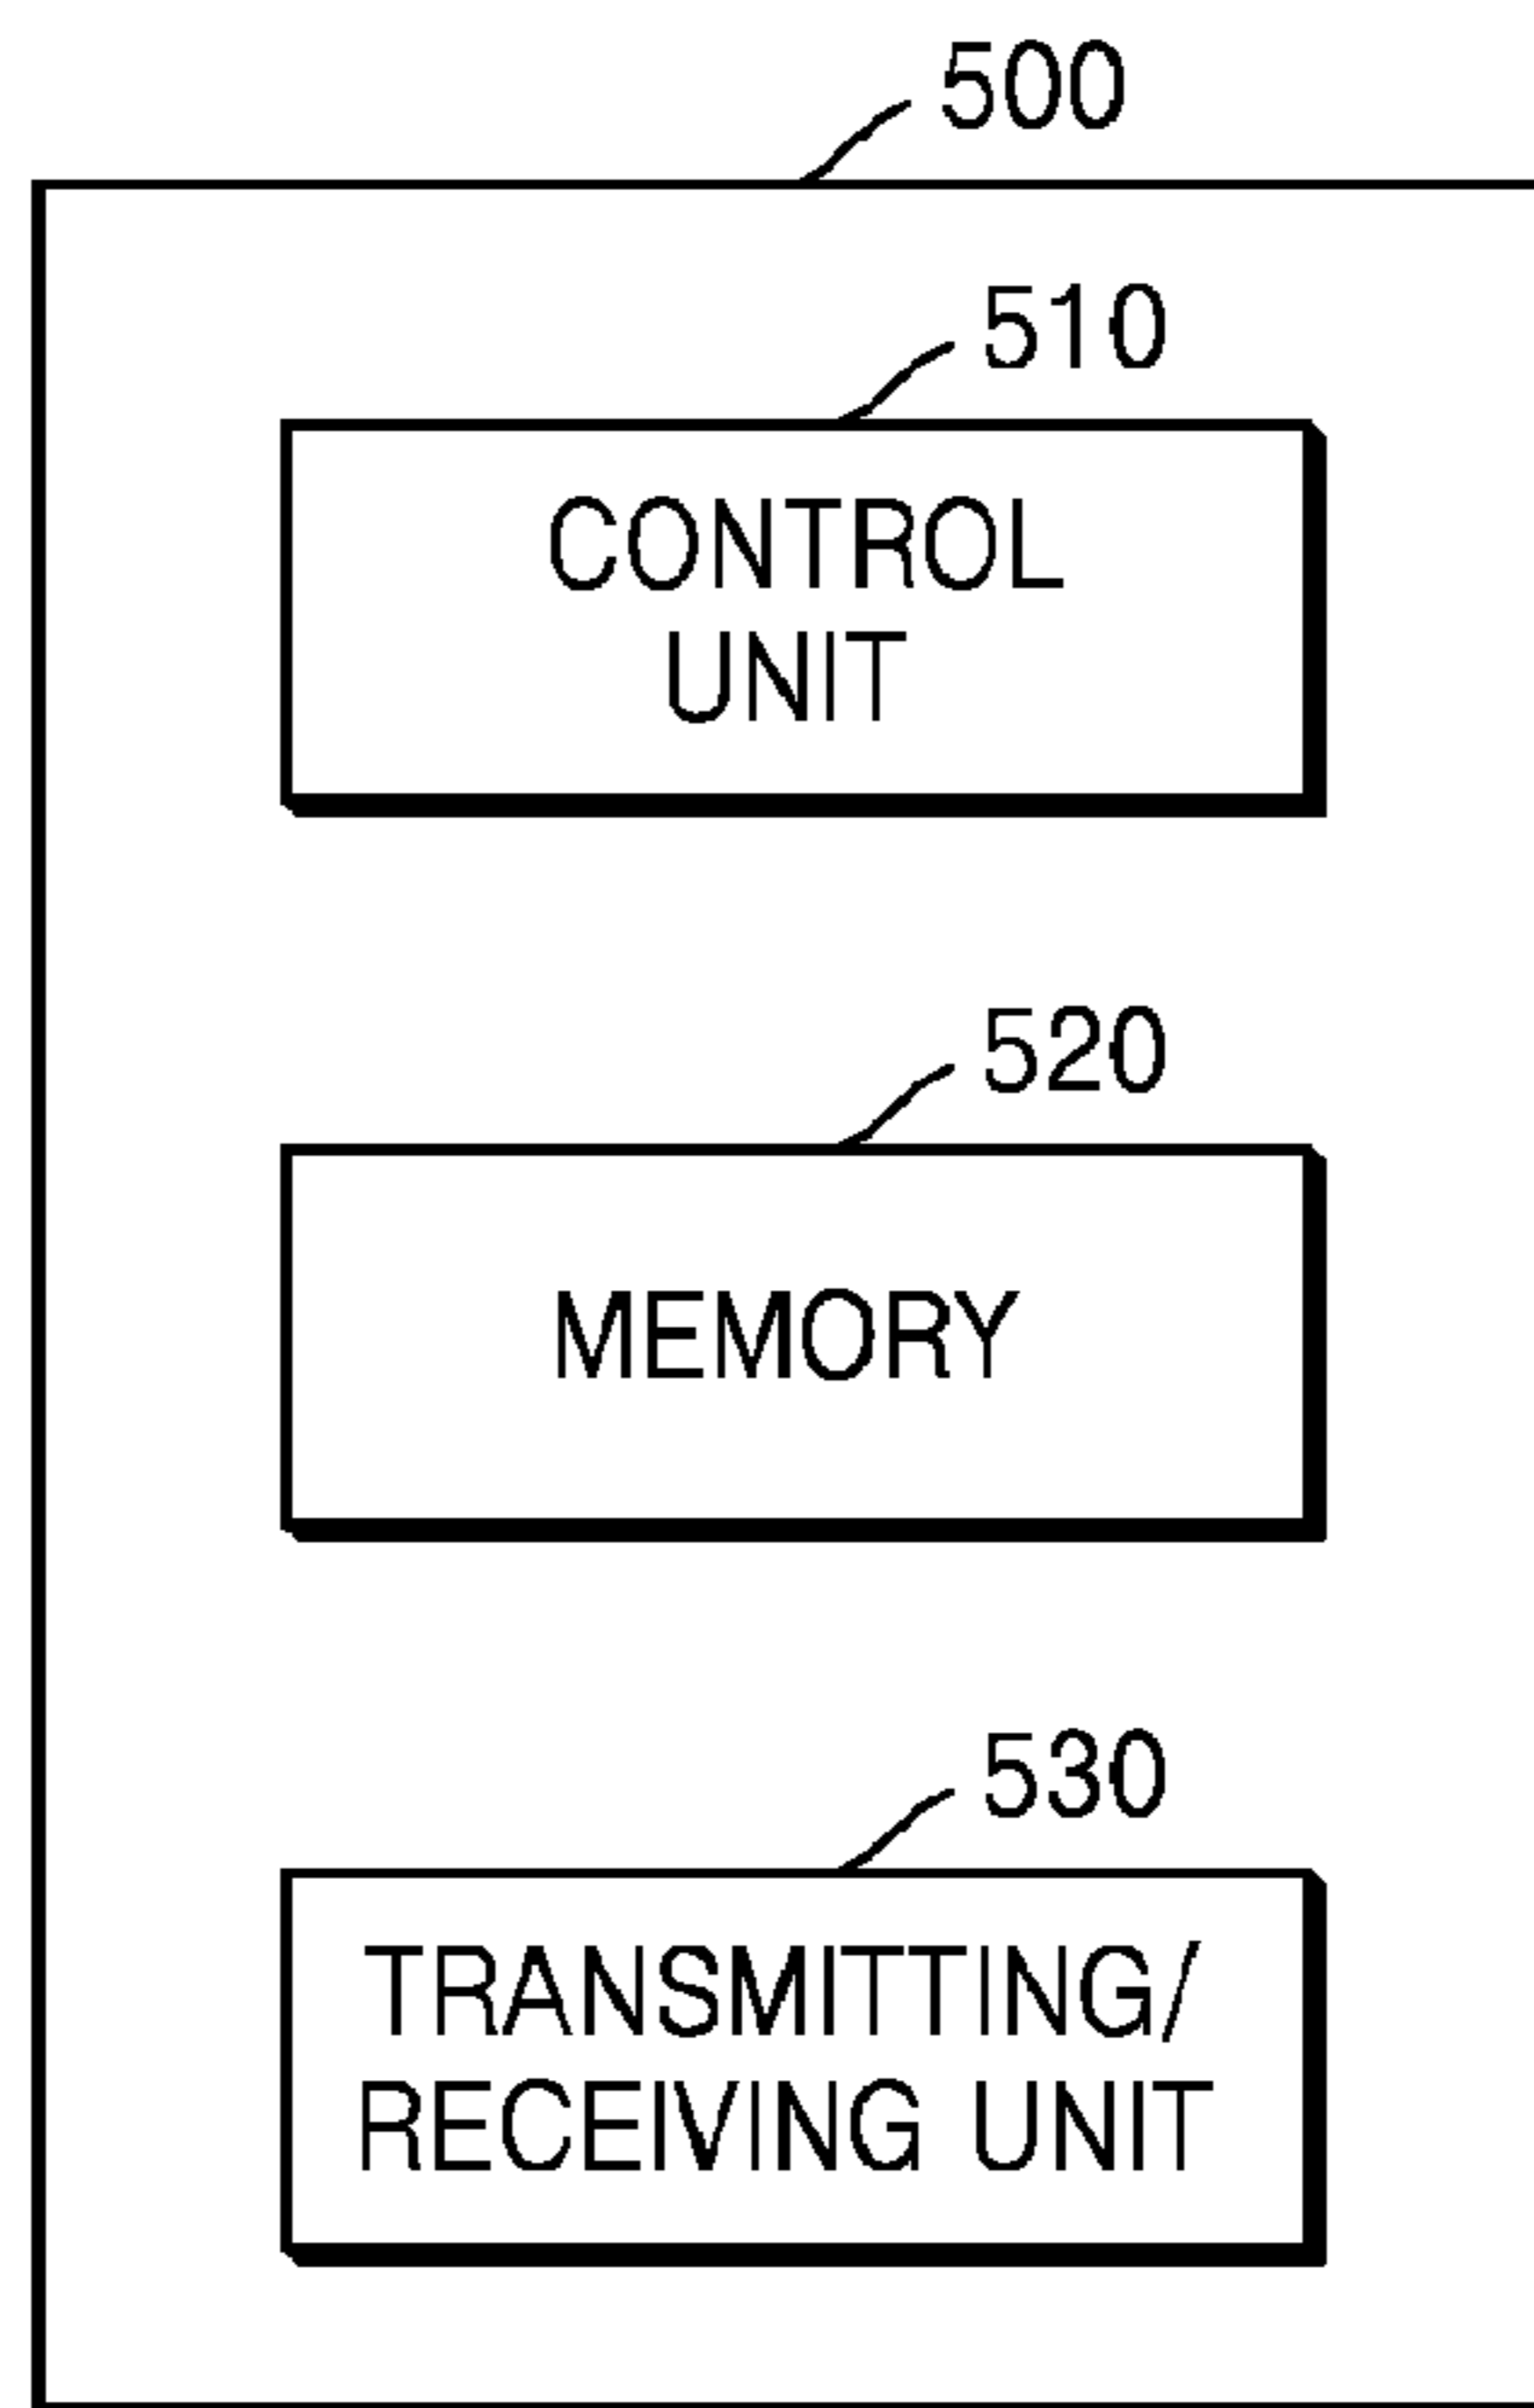 500
510
CONTROL
UNIT
520
MEMORY
530
TRANSMITTING/
RECEIVING UNIT